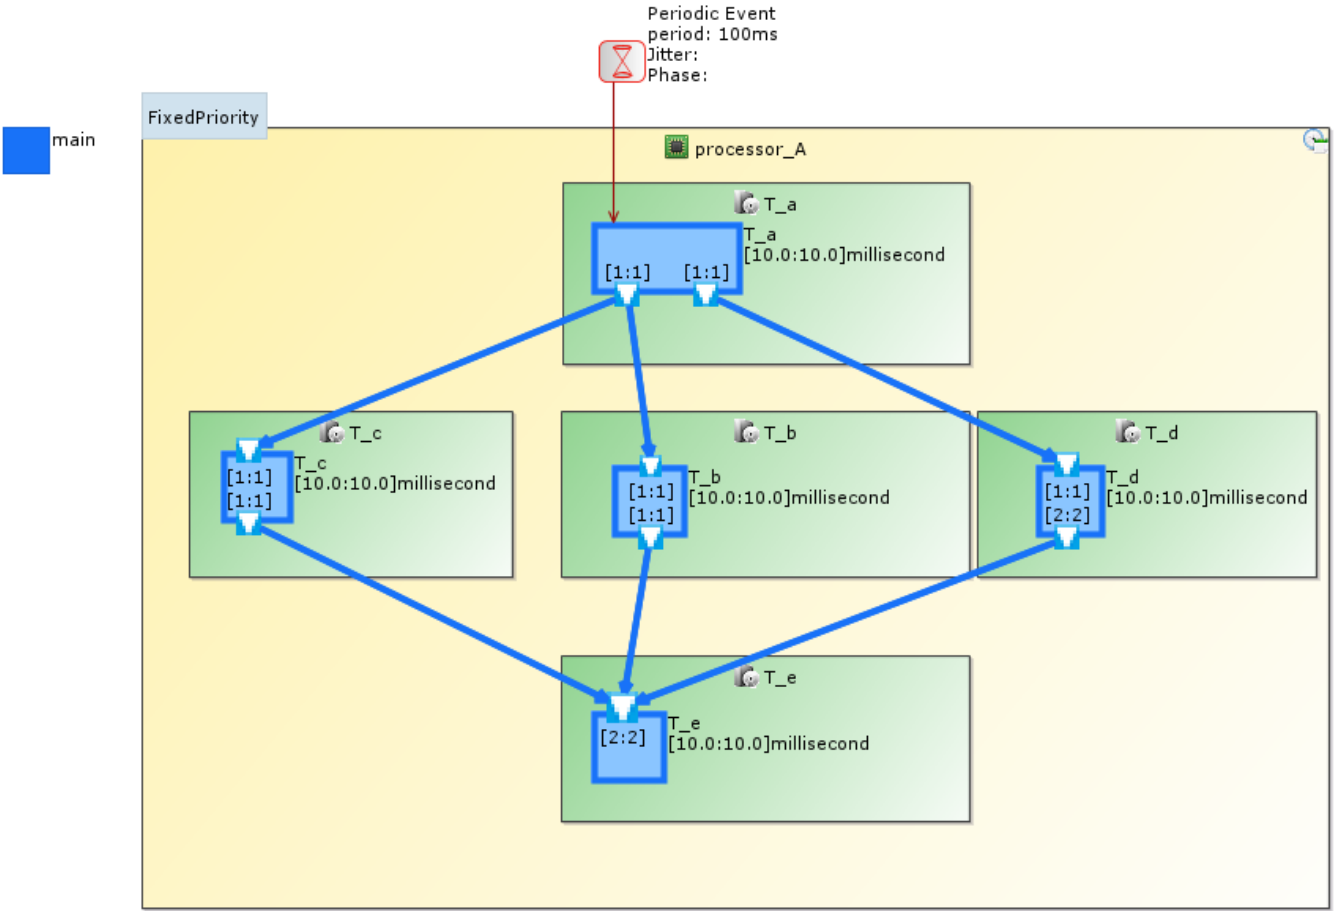 Periodic Event
period: 100ms
Jitter:
Phase:
FixedPriority
main
processor_A
T_a
T_a
[10.0:10.0]millisecond
[1:1] [1:1]
T_c
T_c
[10.0:10.0]millisecond
[1:1]
[1:1]
T_b
T_b
[10.0:10.0]millisecond
[1:1]
[1:1]
T_d
T_d
[10.0:10.0]millisecond
[1:1]
[2:2]
T_e
T_e
[10.0:10.0]millisecond
[2:2]